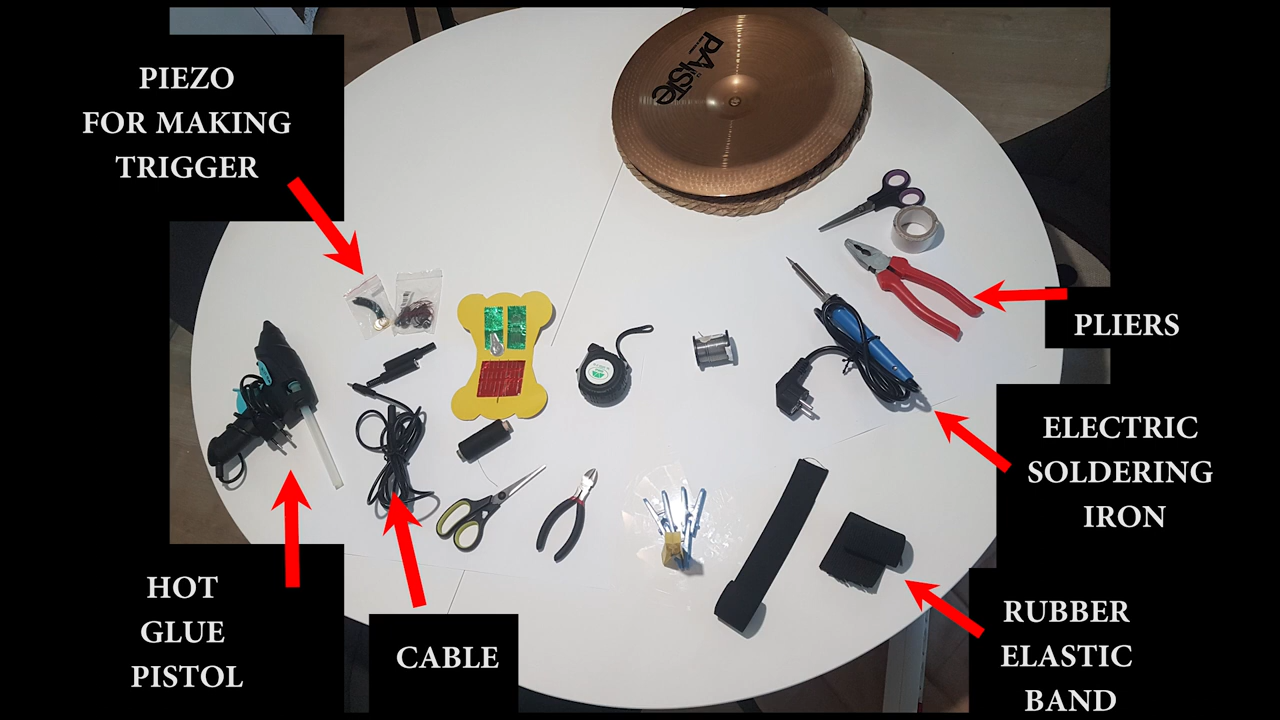 PIEZO
FOR MAKING
TRIGGER
PAISTE
PLIERS
ELECTRIC
SOLDERING
IRON
HOT
GLUE
PISTOL
CABLE
RUBBER
ELASTIC
BAND